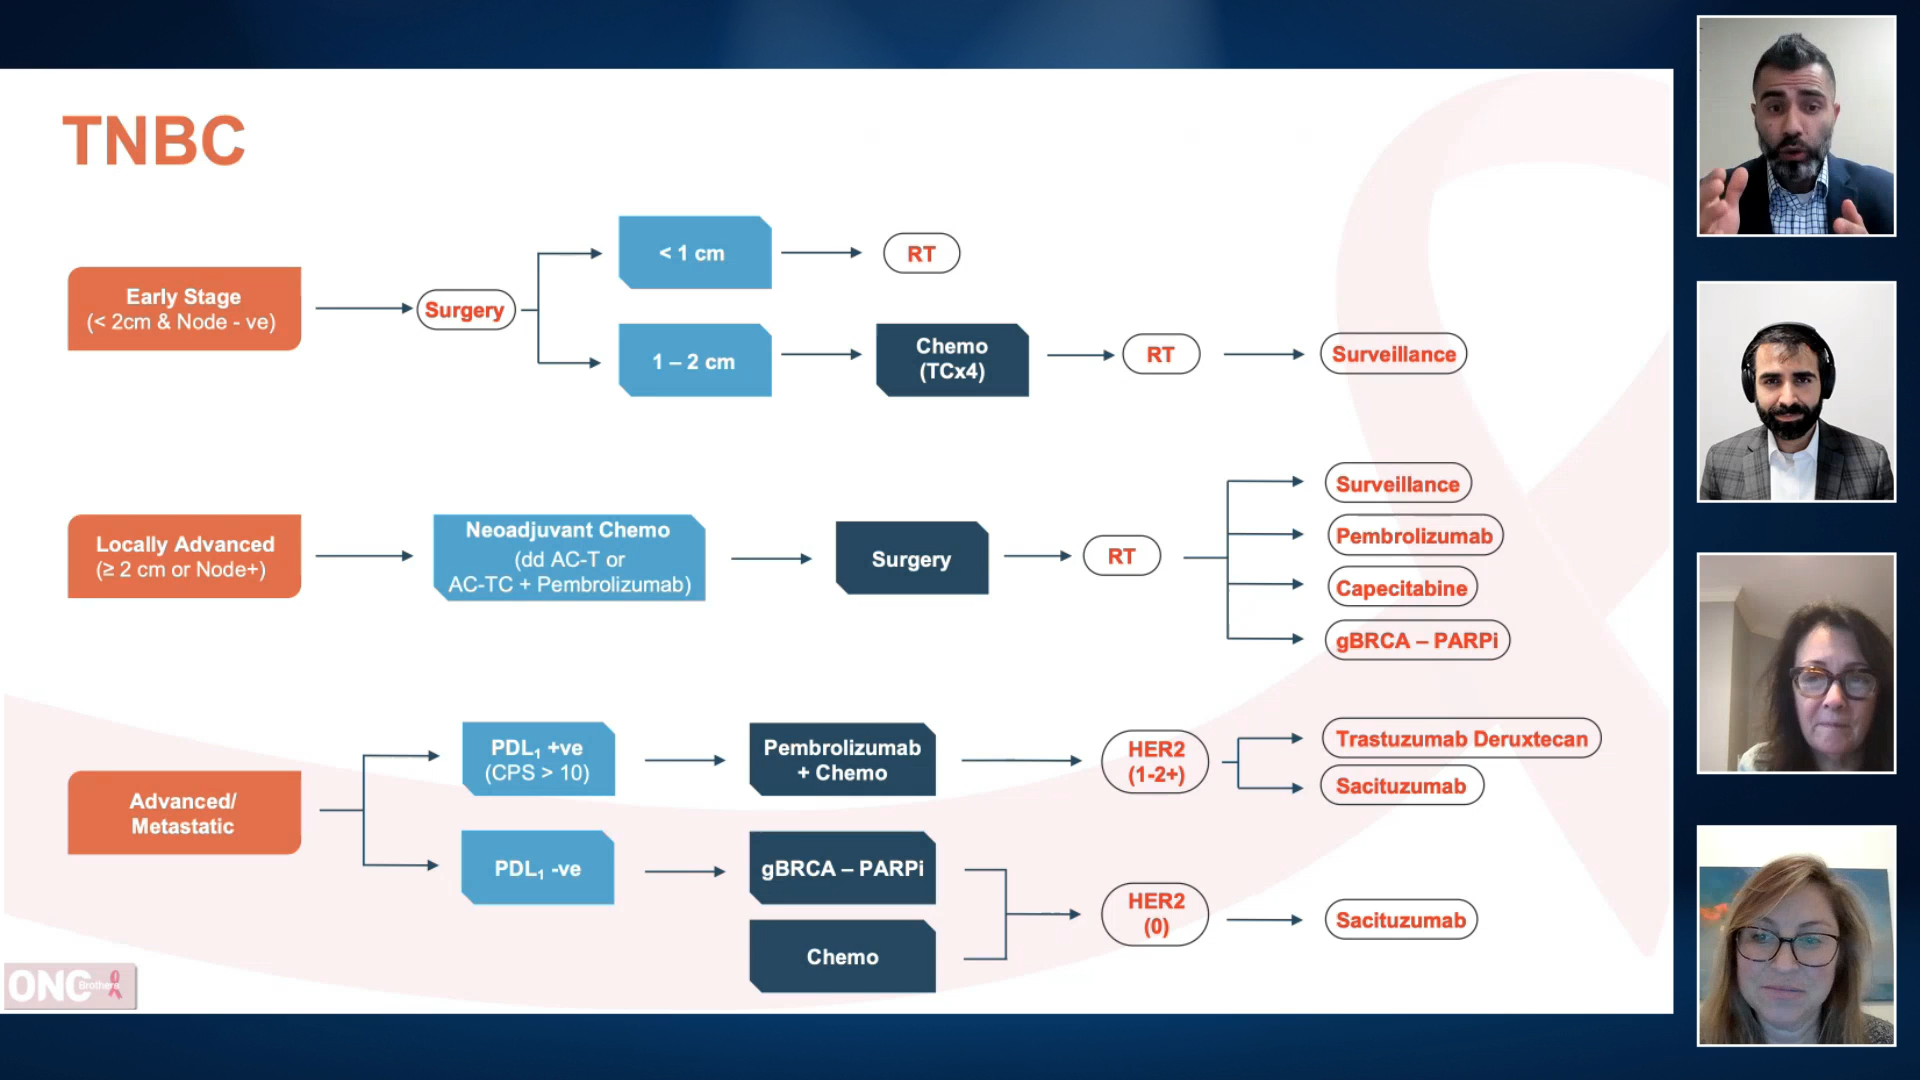 TNBC
Early Stage
(< 2cm & Node - ve)
Surgery
< 1 cm
RT
1 – 2 cm
Chemo
(TCx4)
RT
Surveillance
Locally Advanced
(≥ 2 cm or Node+)
Neoadjuvant Chemo
(dd AC-T or
AC-TC + Pembrolizumab)
Surgery
RT
Surveillance
Pembrolizumab
Capecitabine
gBRCA – PARPi
Advanced/
Metastatic
PDL₁ +ve
(CPS > 10)
Pembrolizumab
+ Chemo
HER2
(1-2+)
Trastuzumab Deruxtecan
Sacituzumab
PDL₁ -ve
gBRCA – PARPi
Chemo
HER2
(0)
Sacituzumab
ONC Brothers